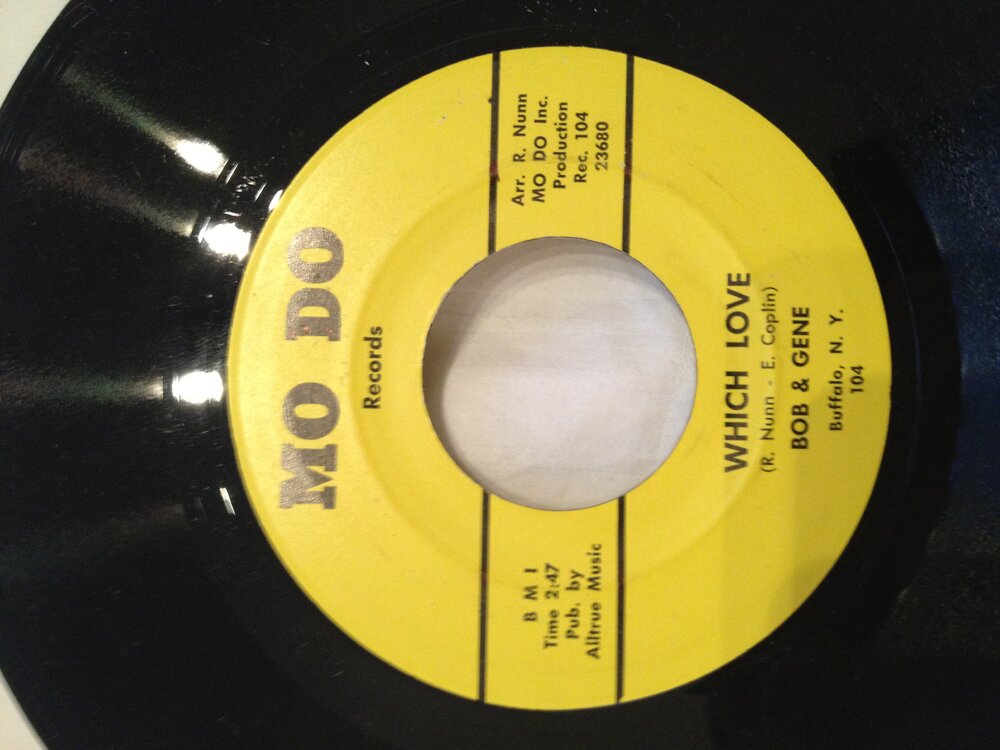 MO DO
Records
B M I
Time 2:47
Pub. by
Alltrue Music
Arr. R. Nunn
MO DO Inc.
Production
Rec. 104
23680
WHICH LOVE
(R. Nunn - E. Coplin)
BOB & GENE
Buffalo, N. Y.
104